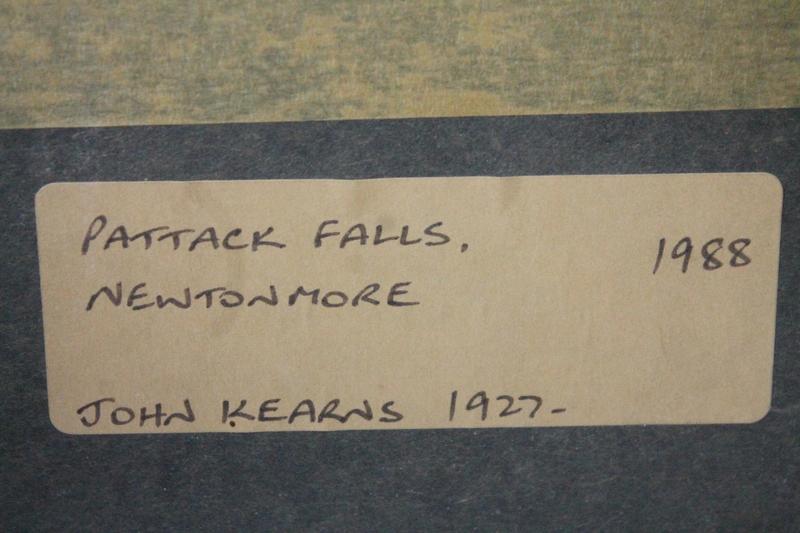 PATTACK FALLS, 1988
NEWTONMORE
JOHN KEARNS 1927-